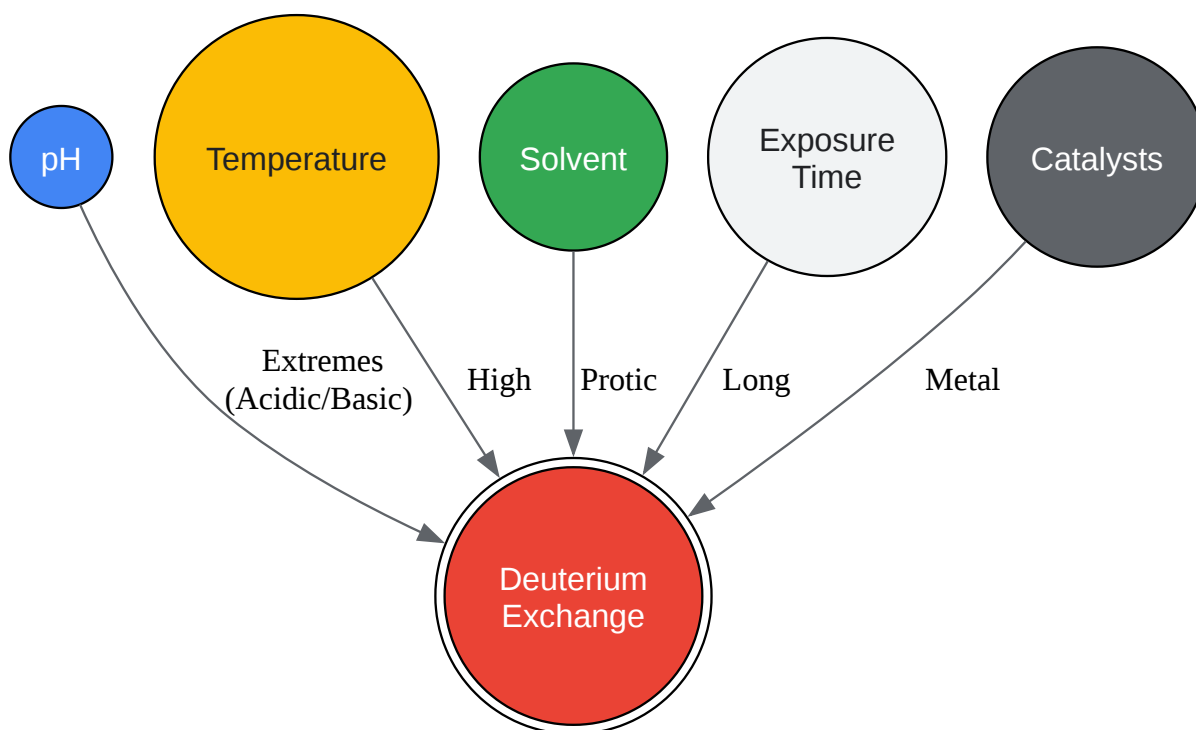 pH
Temperature
Solvent
Exposure
Time
Catalysts
Extremes
(Acidic/Basic)
High
Protic
Long
Metal
Deuterium
Exchange